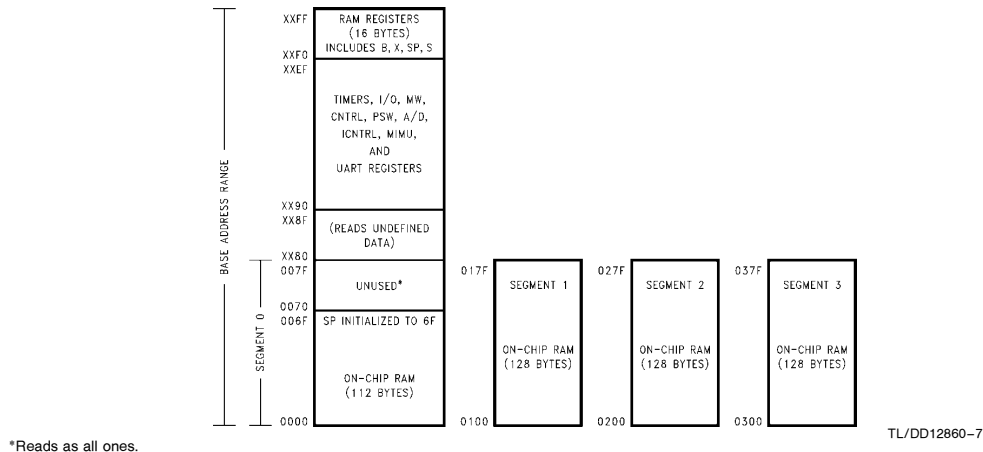 XXFF
RAM REGISTERS
(16 BYTES)
INCLUDES B, X, SP, S
XXF0
XXEF
TIMERS, I/O, MW,
CNTRL, PSW, A/D,
ICNTRL, MIMU,
AND
UART REGISTERS
BASE ADDRESS RANGE
XX90
XX8F
(READS UNDEFINED
DATA)
XX80
007F
UNUSED*
0070
006F
SP INITIALIZED TO 6F
SEGMENT 0
ON-CHIP RAM
(112 BYTES)
0000
017F
SEGMENT 1
ON-CHIP RAM
(128 BYTES)
0100
027F
SEGMENT 2
ON-CHIP RAM
(128 BYTES)
0200
037F
SEGMENT 3
ON-CHIP RAM
(128 BYTES)
0300
TL/DD12860–7
*Reads as all ones.